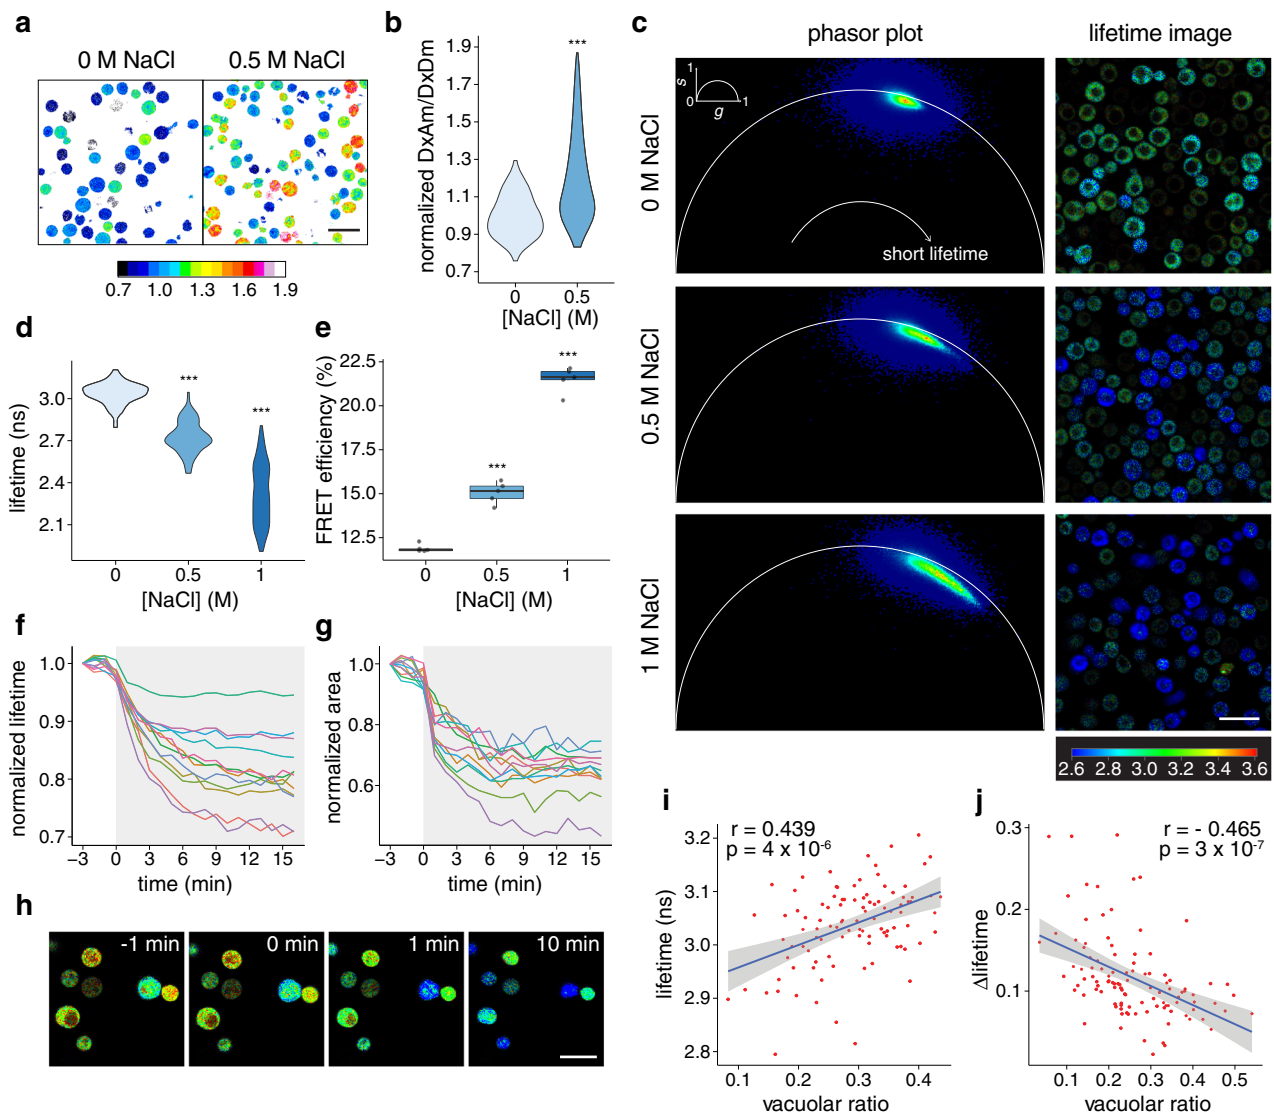 a
0 M NaCl
0.5 M NaCl
0.7 1.0 1.3 1.6 1.9
b
normalized DxAm/DxDm
1.9
1.7
1.5
1.3
1.1
0.9
0.7
***
0 0.5
[NaCl] (M)
c
phasor plot
lifetime image
0 M NaCl
1
s
0
g
1
short lifetime
0.5 M NaCl
1 M NaCl
2.6 2.8 3.0 3.2 3.4 3.6
d
lifetime (ns)
3.0
2.7
2.4
2.1
***
***
0 0.5 1
[NaCl] (M)
e
FRET efficiency (%)
22.5
20.0
17.5
15.0
12.5
***
***
0 0.5 1
[NaCl] (M)
f
normalized lifetime
1.0
0.9
0.8
0.7
−3 0 3 6 9 12 15
time (min)
g
normalized area
1.0
0.8
0.6
−3 0 3 6 9 12 15
time (min)
h
-1 min
0 min
1 min
10 min
i
r = 0.439
p = 4 x 10-6
lifetime (ns)
3.2
3.1
3.0
2.9
2.8
0.1 0.2 0.3 0.4
vacuolar ratio
j
r = - 0.465
p = 3 x 10-7
Δlifetime
0.3
0.2
0.1
0.1 0.2 0.3 0.4 0.5
vacuolar ratio